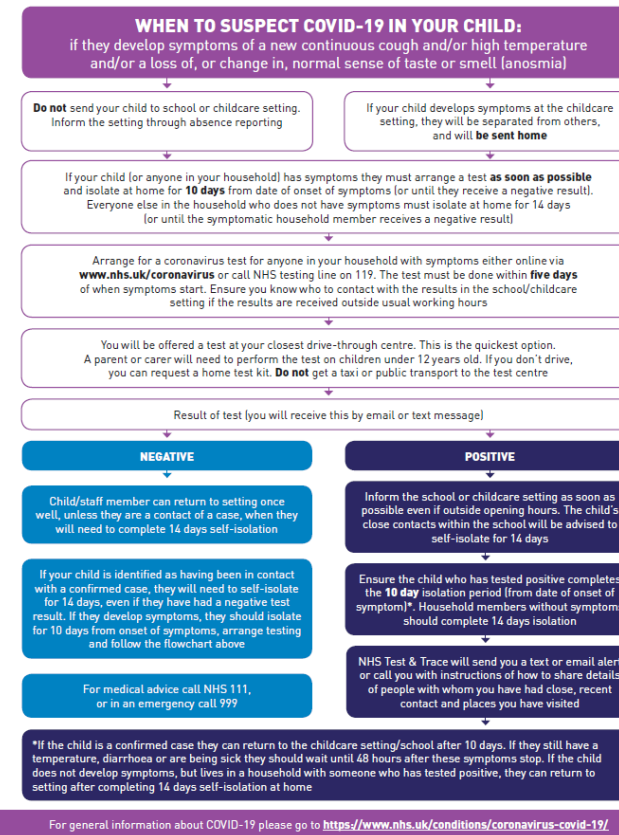 WHEN TO SUSPECT COVID-19 IN YOUR CHILD:
if they develop symptoms of a new continuous cough and/or high temperature
and/or a loss of, or change in, normal sense of taste or smell (anosmia)
Do not send your child to school or childcare setting.
Inform the setting through absence reporting
If your child develops symptoms at the childcare
setting, they will be separated from others,
and will be sent home
If your child (or anyone in your household) has symptoms they must arrange a test as soon as possible
and isolate at home for 10 days from date of onset of symptoms (or until they receive a negative result).
Everyone else in the household who does not have symptoms must isolate at home for 14 days
(or until the symptomatic household member receives a negative result)
Arrange for a coronavirus test for anyone in your household with symptoms either online via
www.nhs.uk/coronavirus or call NHS testing line on 119. The test must be done within five days
of when symptoms start. Ensure you know who to contact with the results in the school/childcare
setting if the results are received outside usual working hours
You will be offered a test at your closest drive-through centre. This is the quickest option.
A parent or carer will need to perform the test on children under 12 years old. If you don't drive,
you can request a home test kit. Do not get a taxi or public transport to the test centre
Result of test (you will receive this by email or text message)
NEGATIVE
Child/staff member can return to setting once
well, unless they are a contact of a case, when they
will need to complete 14 days self-isolation
If your child is identified as having been in contact
with a confirmed case, they will need to self-isolate
for 14 days, even if they have had a negative test
result. If they develop symptoms, they should isolate
for 10 days from onset of symptoms, arrange testing
and follow the flowchart above
For medical advice call NHS 111,
or in an emergency call 999
POSITIVE
Inform the school or childcare setting as soon as
possible even if outside opening hours. The child's
close contacts within the school will be advised to
self-isolate for 14 days
Ensure the child who has tested positive completes
the 10 day isolation period (from date of onset of
symptom)*. Household members without symptoms
should complete 14 days isolation
NHS Test & Trace will send you a text or email alert
or call you with instructions of how to share details
of people with whom you have had close, recent
contact and places you have visited
*If the child is a confirmed case they can return to the childcare setting/school after 10 days. If they still have a
temperature, diarrhoea or are being sick they should wait until 48 hours after these symptoms stop. If the child
does not develop symptoms, but lives in a household with someone who has tested positive, they can return to
setting after completing 14 days self-isolation at home
For general information about COVID-19 please go to https://www.nhs.uk/conditions/coronavirus-covid-19/